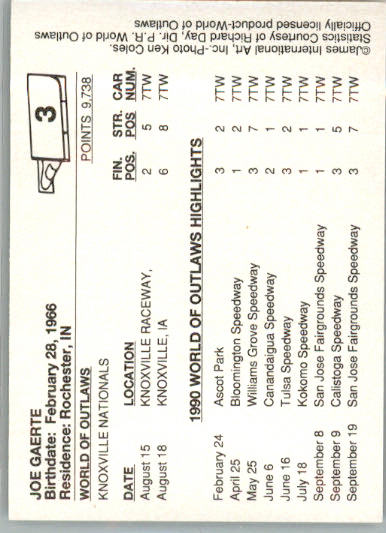 3
JOE GAERTE
Birthdate: February 28, 1966
Residence: Rochester, IN
WORLD OF OUTLAWS POINTS 9,738
KNOXVILLE NATIONALS
FIN. STR. CAR
DATE LOCATION POS. POS NUM.
August 15 KNOXVILLE RACEWAY, 2 5 7TW
August 18 KNOXVILLE, IA 6 8 7TW
1990 WORLD OF OUTLAWS HIGHLIGHTS
February 24 Ascot Park 3 2 7TW
April 25 Bloomington Speedway 1 2 7TW
May 25 Williams Grove Speedway 3 7 7TW
June 6 Canandaigua Speedway 2 1 7TW
June 16 Tulsa Speedway 3 2 7TW
July 18 Kokomo Speedway 1 1 7TW
September 8 San Jose Fairgrounds Speedway 1 1 7TW
September 9 Calistoga Speedway 3 5 7TW
September 19 San Jose Fairgrounds Speedway 3 7 7TW
©James International Art, Inc.-Photo Ken Coles.
Statistics Courtesy of Richard Day, Dir. P.R. World of Outlaws
Officially licensed product-World of Outlaws